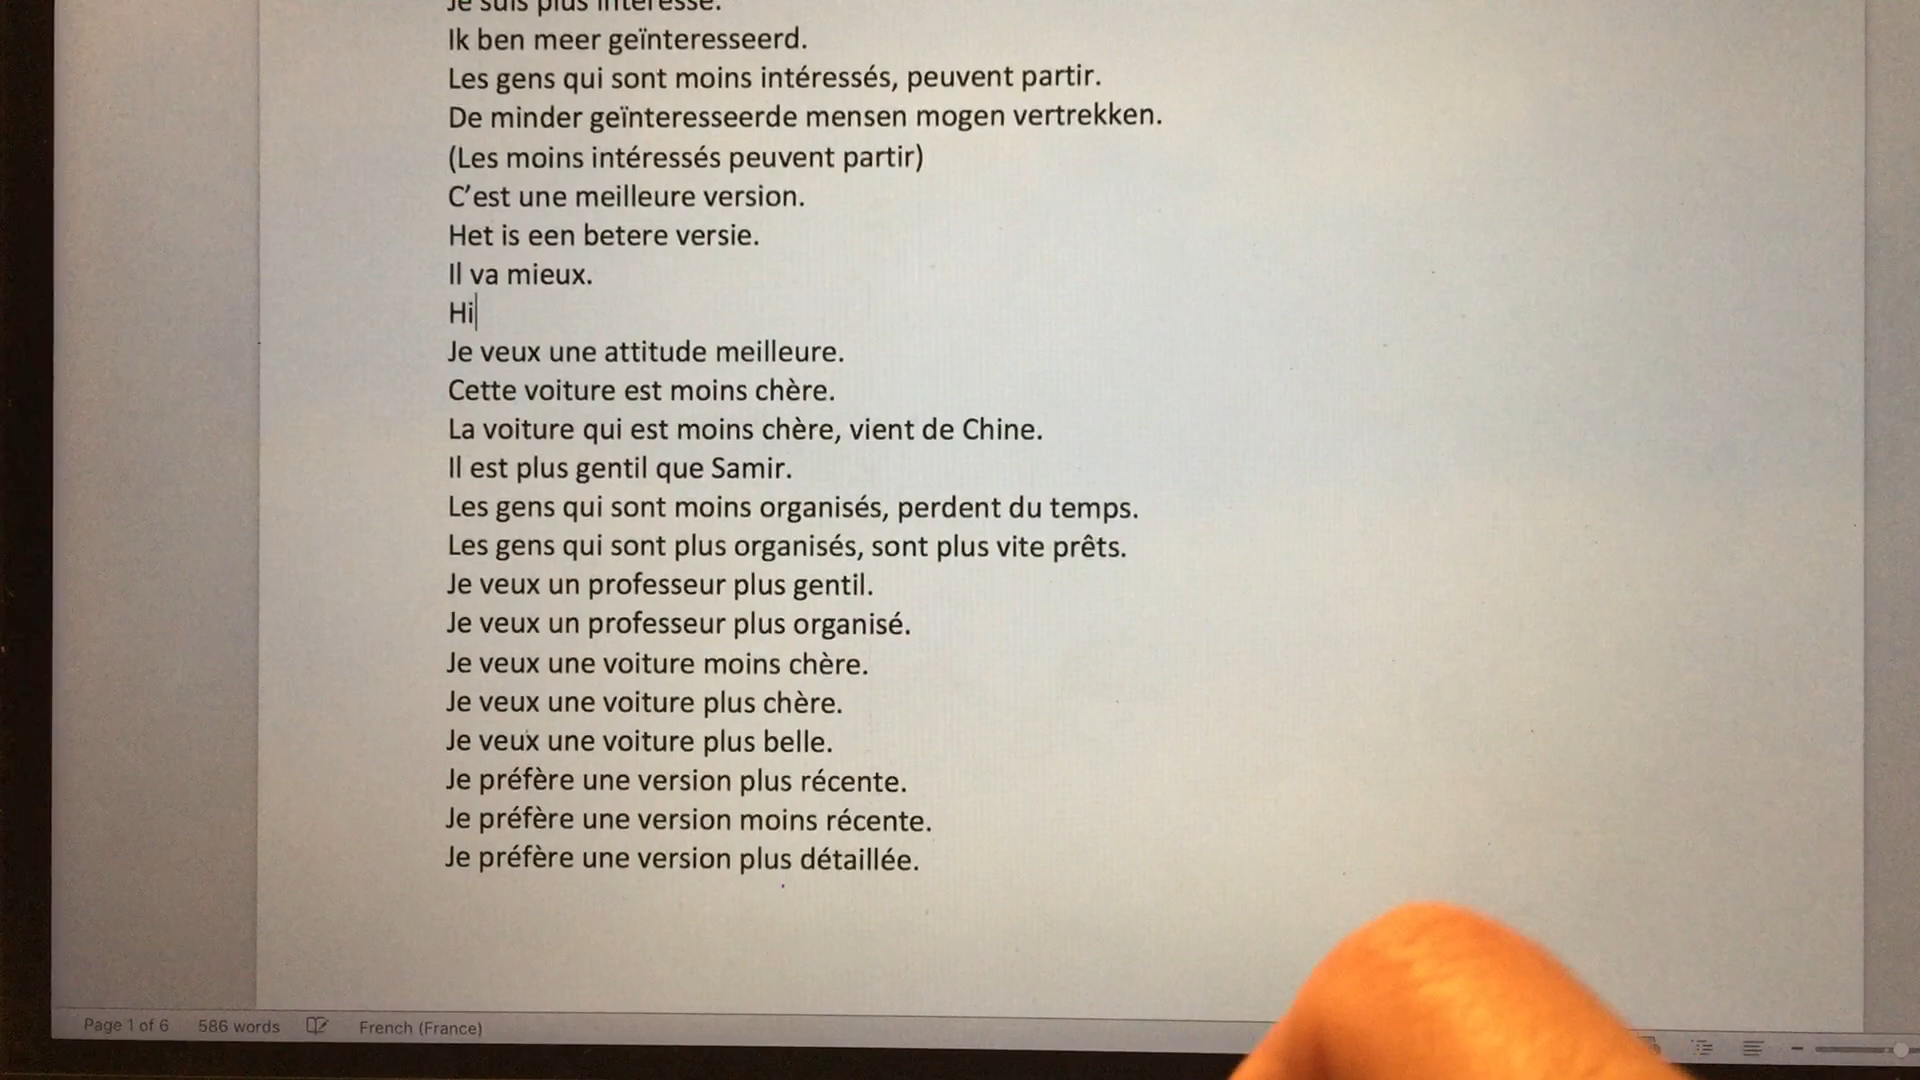 Je suis plus intéressé.
Ik ben meer geïnteresseerd.
Les gens qui sont moins intéressés, peuvent partir.
De minder geïnteresseerde mensen mogen vertrekken.
(Les moins intéressés peuvent partir)
C’est une meilleure version.
Het is een betere versie.
Il va mieux.
Hi
Je veux une attitude meilleure.
Cette voiture est moins chère.
La voiture qui est moins chère, vient de Chine.
Il est plus gentil que Samir.
Les gens qui sont moins organisés, perdent du temps.
Les gens qui sont plus organisés, sont plus vite prêts.
Je veux un professeur plus gentil.
Je veux un professeur plus organisé.
Je veux une voiture moins chère.
Je veux une voiture plus chère.
Je veux une voiture plus belle.
Je préfère une version plus récente.
Je préfère une version moins récente.
Je préfère une version plus détaillée.
Page 1 of 6 586 words French (France)